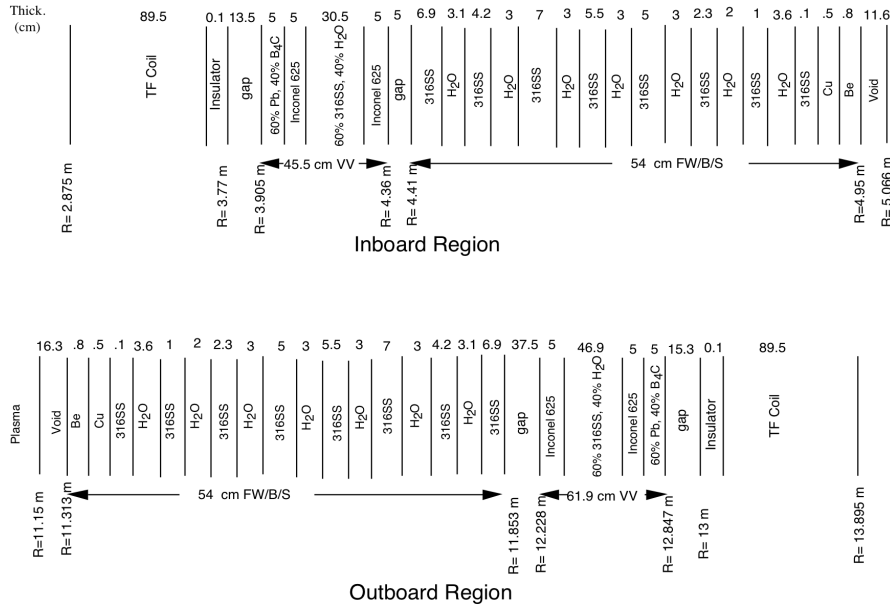 Thick. 89.5 0.1 13.5 5 5 30.5 5 5 6.9 3.1 4.2 3 7 3 5.5 3 5 3 2.3 2 1 3.6 .1 .5 .8 11.6
(cm)
TF Coil
Insulator
gap
60% Pb, 40% B4C
Inconel 625
60% 316SS, 40% H2O
Inconel 625
gap
316SS
H2O
316SS
H2O
316SS
H2O
316SS
H2O
316SS
H2O
316SS
H2O
316SS
H2O
316SS
Cu
Be
Void
45.5 cm VV
54 cm FW/B/S
R= 2.875 m
R= 3.77 m
R= 3.905 m
R= 4.36 m
R= 4.41 m
R=4.95 m
R= 5.066 m
Inboard Region
16.3 .8 .5 .1 3.6 1 2 2.3 3 5 3 5.5 3 7 3 4.2 3.1 6.9 37.5 5 46.9 5 5 15.3 0.1 89.5
Plasma
Void
Be
Cu
316SS
H2O
316SS
H2O
316SS
H2O
316SS
H2O
316SS
H2O
316SS
H2O
316SS
H2O
316SS
gap
Inconel 625
60% 316SS, 40% H2O
Inconel 625
60% Pb, 40% B4C
gap
Insulator
TF Coil
54 cm FW/B/S
61.9 cm VV
R=11.15 m
R=11.313 m
R= 11.853 m
R= 12.228 m
R= 12.847 m
R= 13 m
R= 13.895 m
Outboard Region